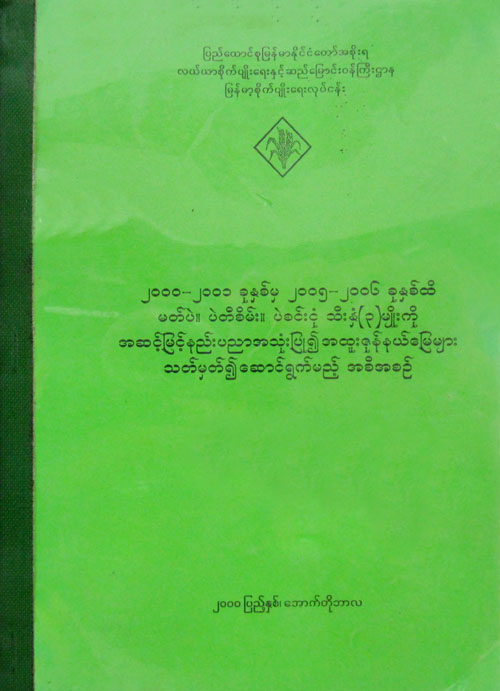 ပြည်ထောင်စုမြန်မာနိုင်ငံတော်အစိုးရ
လယ်ယာစိုက်ပျိုးရေးနှင့်ဆည်မြောင်းဝန်ကြီးဌာန
မြန်မာ့စိုက်ပျိုးရေးလုပ်ငန်း
၂၀၀၀–၂၀၀၁ ခုနှစ်မှ ၂၀၀၅–၂၀၀၆ ခုနှစ်ထိ
မတ်ပဲ။ ပဲတီစိမ်း။ ပဲစင်းငုံ သီးနှံ(၃)မျိုးကို
အဆင့်မြင့်နည်းပညာအသုံးပြု၍အထူးဇုန်နယ်မြေများ
သတ်မှတ်၍ဆောင်ရွက်မည့် အစီအစဉ်
၂၀၀၀ ပြည့်နှစ်၊ အောက်တိုဘာလ